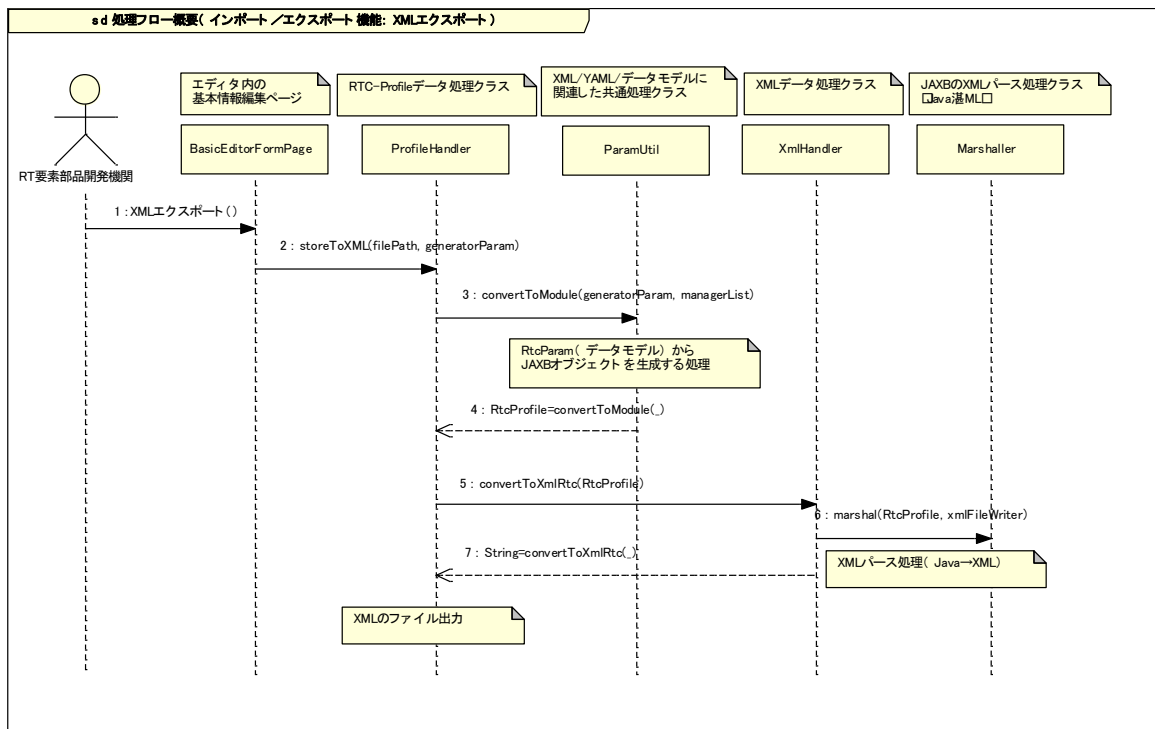 sd 処理フロー概要(インポート／エクスポート機能: XMLエクスポート)
エディタ内の
基本情報編集ページ
RTC-Profileデータ処理クラス
XML/YAML/データモデルに
関連した共通処理クラス
XMLデータ処理クラス
JAXBのXMLパース処理クラス
□Java湛ML□
BasicEditorFormPage
ProfileHandler
ParamUtil
XmlHandler
Marshaller
RT要素部品開発機関
1 : XMLエクスポート()
2 : storeToXML(filePath, generatorParam)
3 : convertToModule(generatorParam, managerList)
RtcParam(データモデル)から
JAXBオブジェクトを生成する処理
4 : RtcProfile=convertToModule(_)
5 : convertToXmlRtc(RtcProfile)
6 : marshal(RtcProfile, xmlFileWriter)
7 : String=convertToXmlRtc(_)
XMLパース処理(Java→XML)
XMLのファイル出力